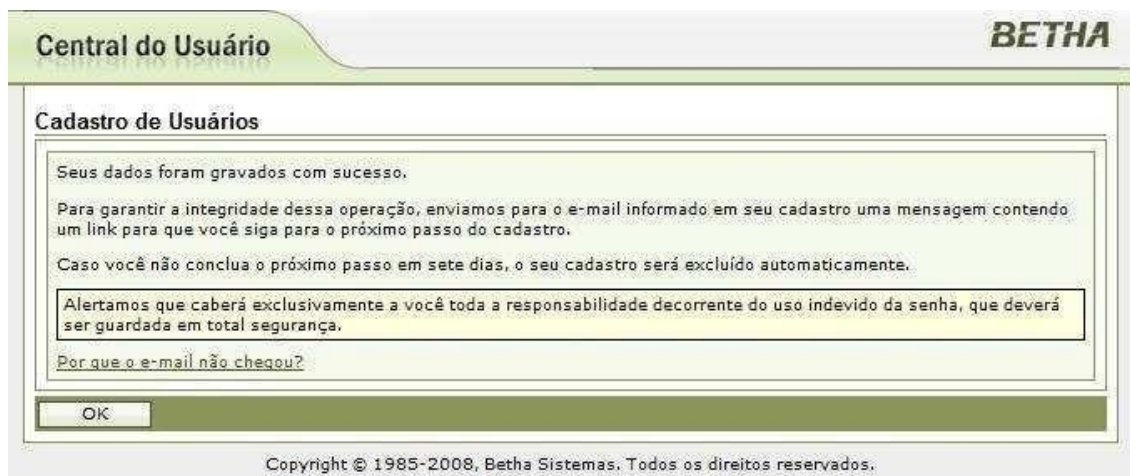 Central do Usuário
BETHA
Cadastro de Usuários
Seus dados foram gravados com sucesso.
Para garantir a integridade dessa operação, enviamos para o e-mail informado em seu cadastro uma mensagem contendo
um link para que você siga para o próximo passo do cadastro.
Caso você não conclua o próximo passo em sete dias, o seu cadastro será excluído automaticamente.
Alertamos que caberá exclusivamente a você toda a responsabilidade decorrente do uso indevido da senha, que deverá
ser guardada em total segurança.
Por que o e-mail não chegou?
OK
Copyright © 1985-2008, Betha Sistemas. Todos os direitos reservados.